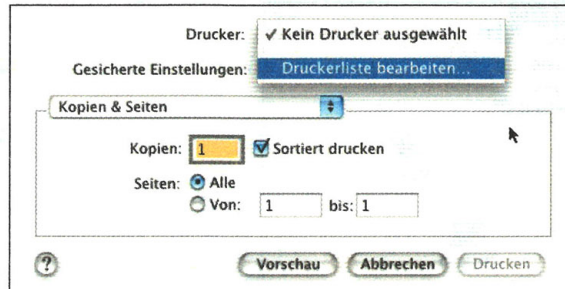 Drucker: ✓ Kein Drucker ausgewählt
Gesicherte Einstellungen: Druckerliste bearbeiten...
Kopien & Seiten
Kopien: 1 Sortiert drucken
Seiten: Alle
Von: 1 bis: 1
? Vorschau Abbrechen Drucken